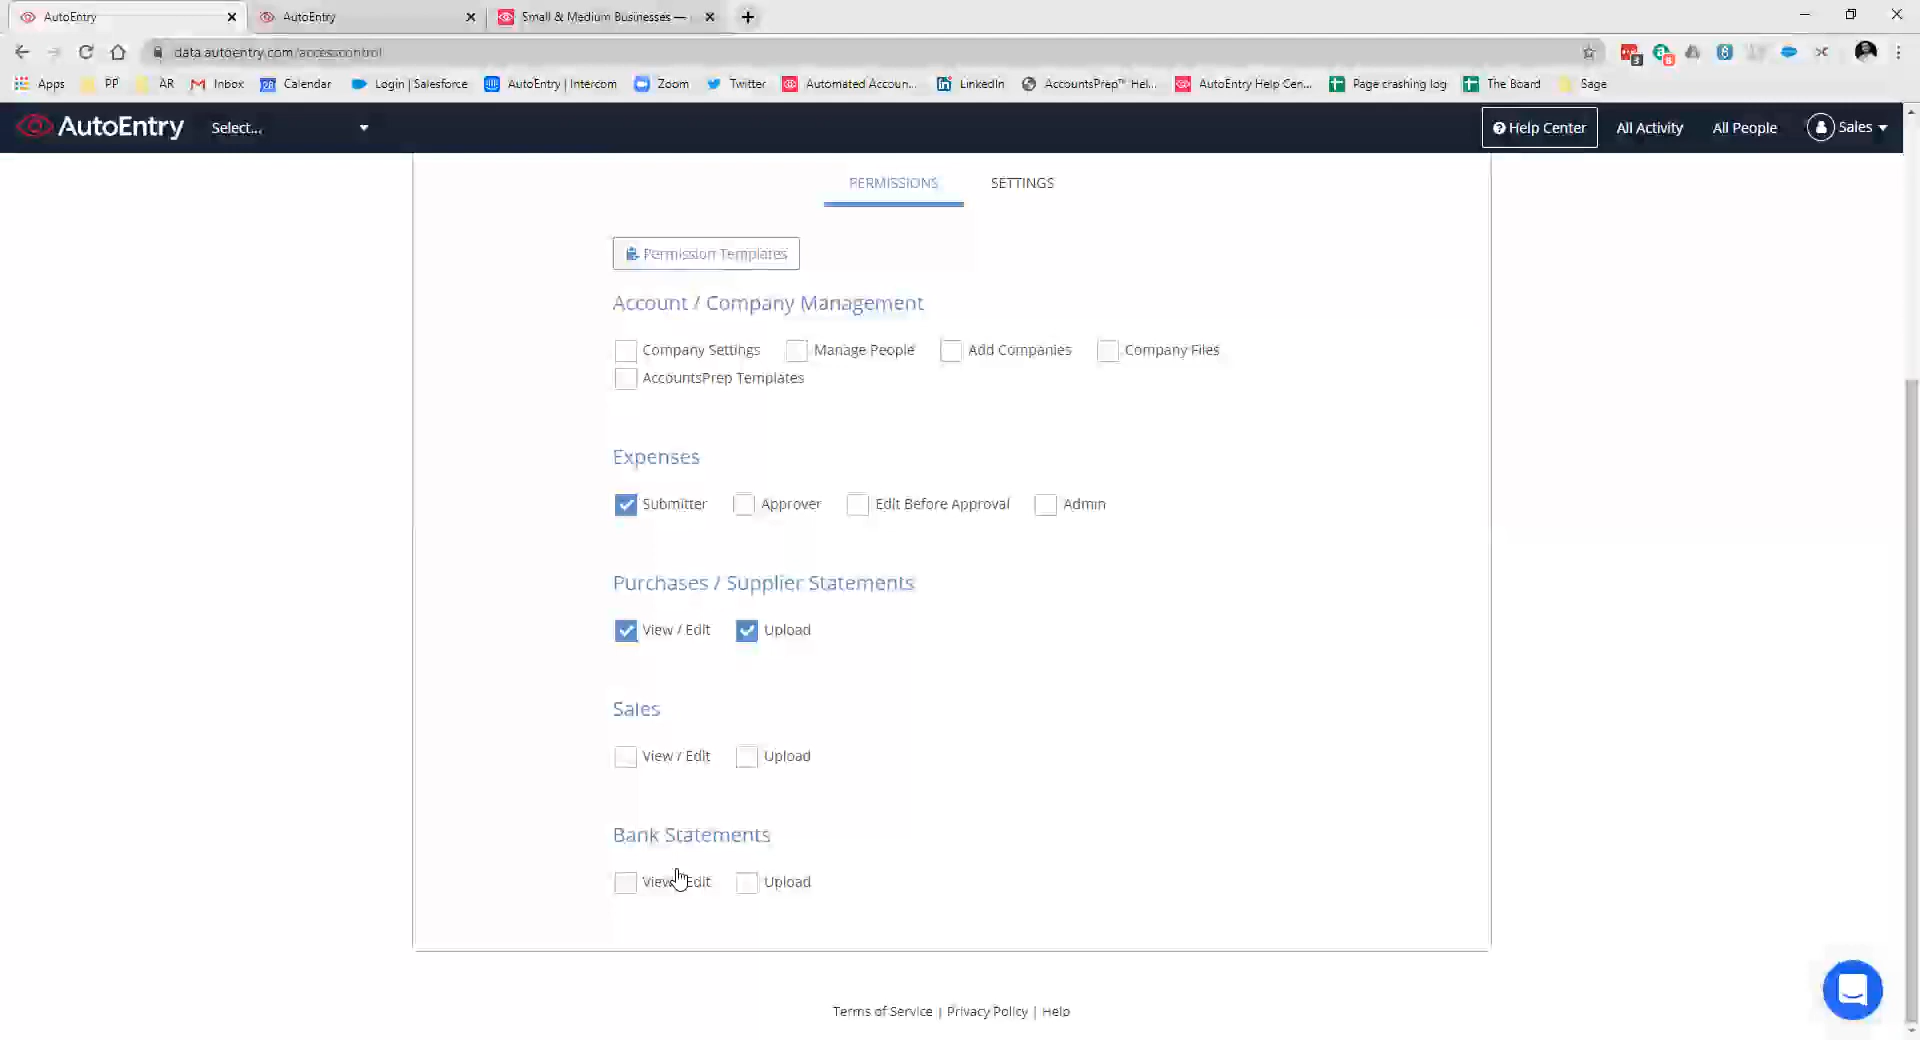 AutoEntry
AutoEntry
Small & Medium Businesses —
data.autoentry.com/accesscontrol
Apps PP AR Inbox Calendar Login | Salesforce AutoEntry | Intercom Zoom Twitter Automated Accoun... LinkedIn AccountsPrep™ Hel... AutoEntry Help Cen... Page crashing log The Board Sage
AutoEntry Select... Help Center All Activity All People Sales
PERMISSIONS SETTINGS
Permission Templates
Account / Company Management
Company Settings Manage People Add Companies Company Files
AccountsPrep Templates
Expenses
Submitter Approver Edit Before Approval Admin
Purchases / Supplier Statements
View / Edit Upload
Sales
View / Edit Upload
Bank Statements
View / Edit Upload
Terms of Service | Privacy Policy | Help